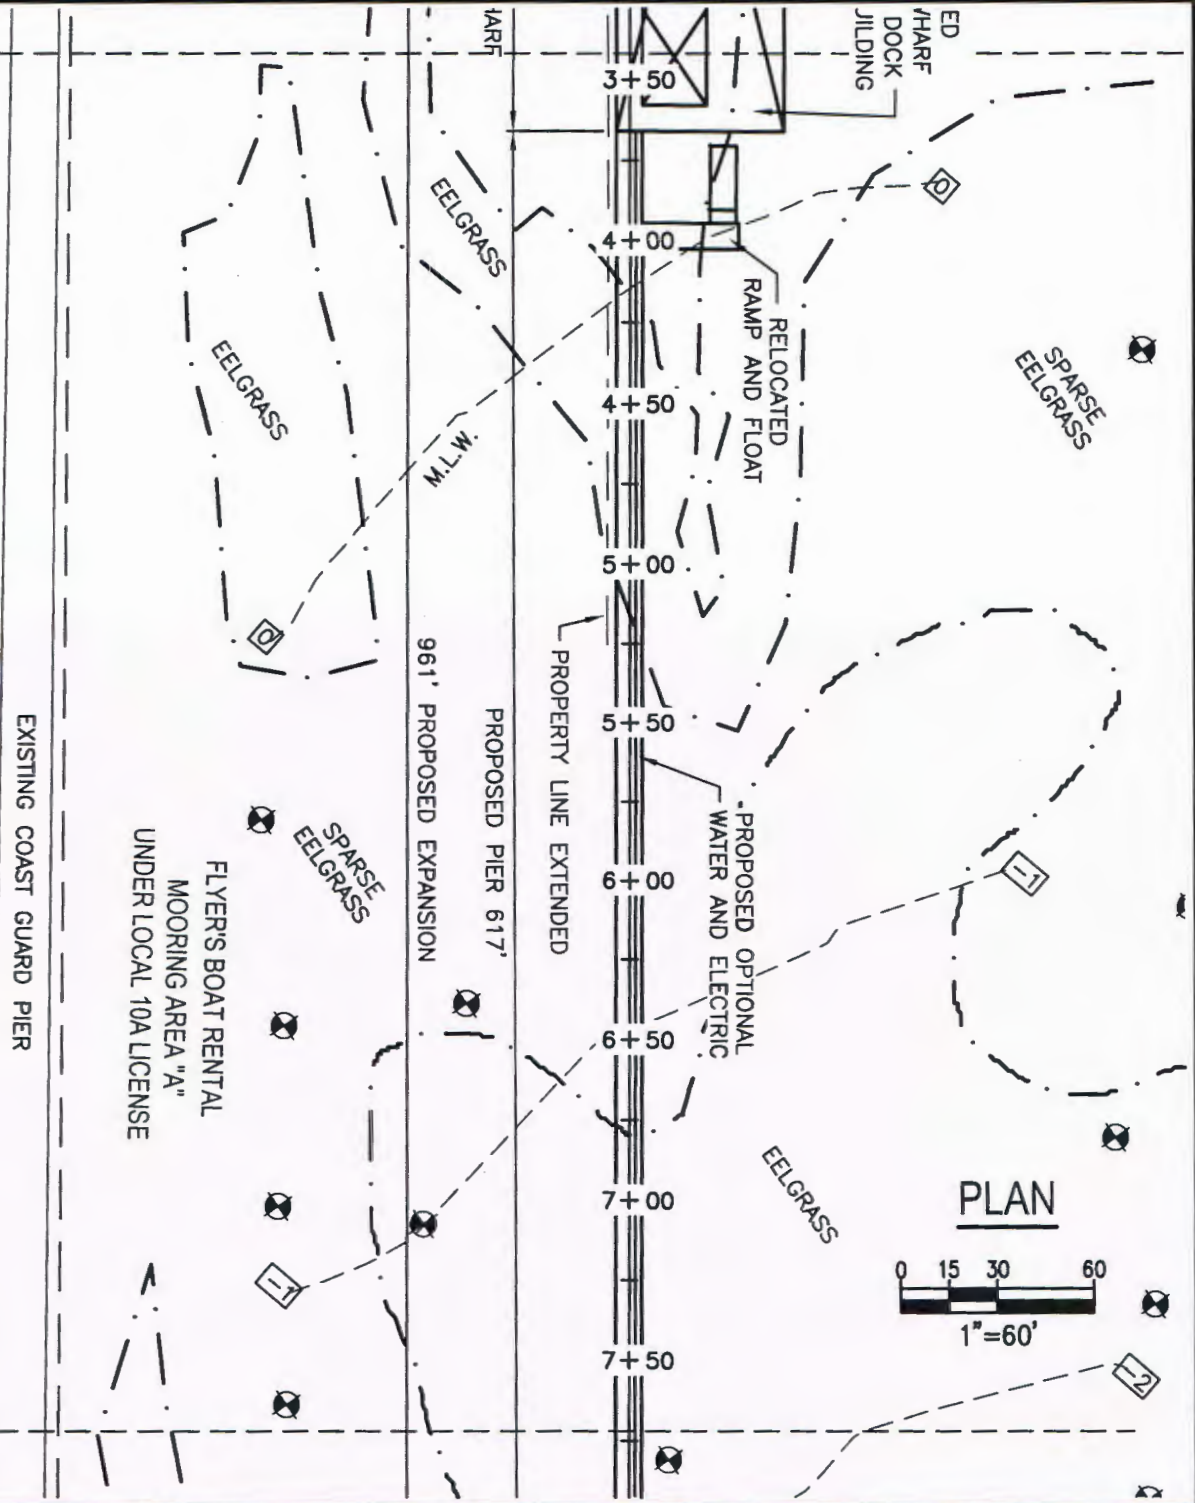 ED
WHARF
DOCK
UILDING
HARF
3+50
0
4+00
EELGRASS
RELOCATED
RAMP AND FLOAT
SPARSE
EELGRASS
EELGRASS
4+50
M.L.W.
5+00
0
PROPERTY LINE EXTENDED
PROPOSED PIER 617'
961' PROPOSED EXPANSION
5+50
PROPOSED OPTIONAL
WATER AND ELECTRIC
EXISTING COAST GUARD PIER
SPARSE
EELGRASS
FLYER'S BOAT RENTAL
MOORING AREA "A"
UNDER LOCAL 10A LICENSE
6+00
-1
6+50
EELGRASS
7+00
PLAN
0 15 30 60
1"=60'
-1
7+50
-2